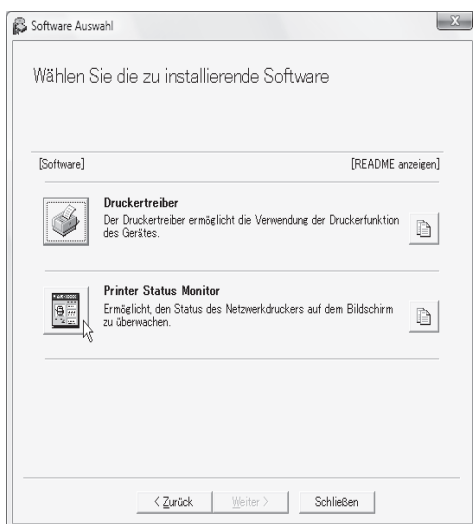 Software Auswahl
Wählen Sie die zu installierende Software
[Software] [README anzeigen]
Druckertreiber
Der Druckertreiber ermöglicht die Verwendung der Druckerfunktion
des Gerätes.
Printer Status Monitor
Ermöglicht, den Status des Netzwerkdruckers auf dem Bildschirm
zu überwachen.
< Zurück Weiter > Schließen